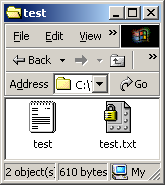 test
File Edit View »
Back »
Address C:\ Go
test test.txt
2 object(s 610 bytes My